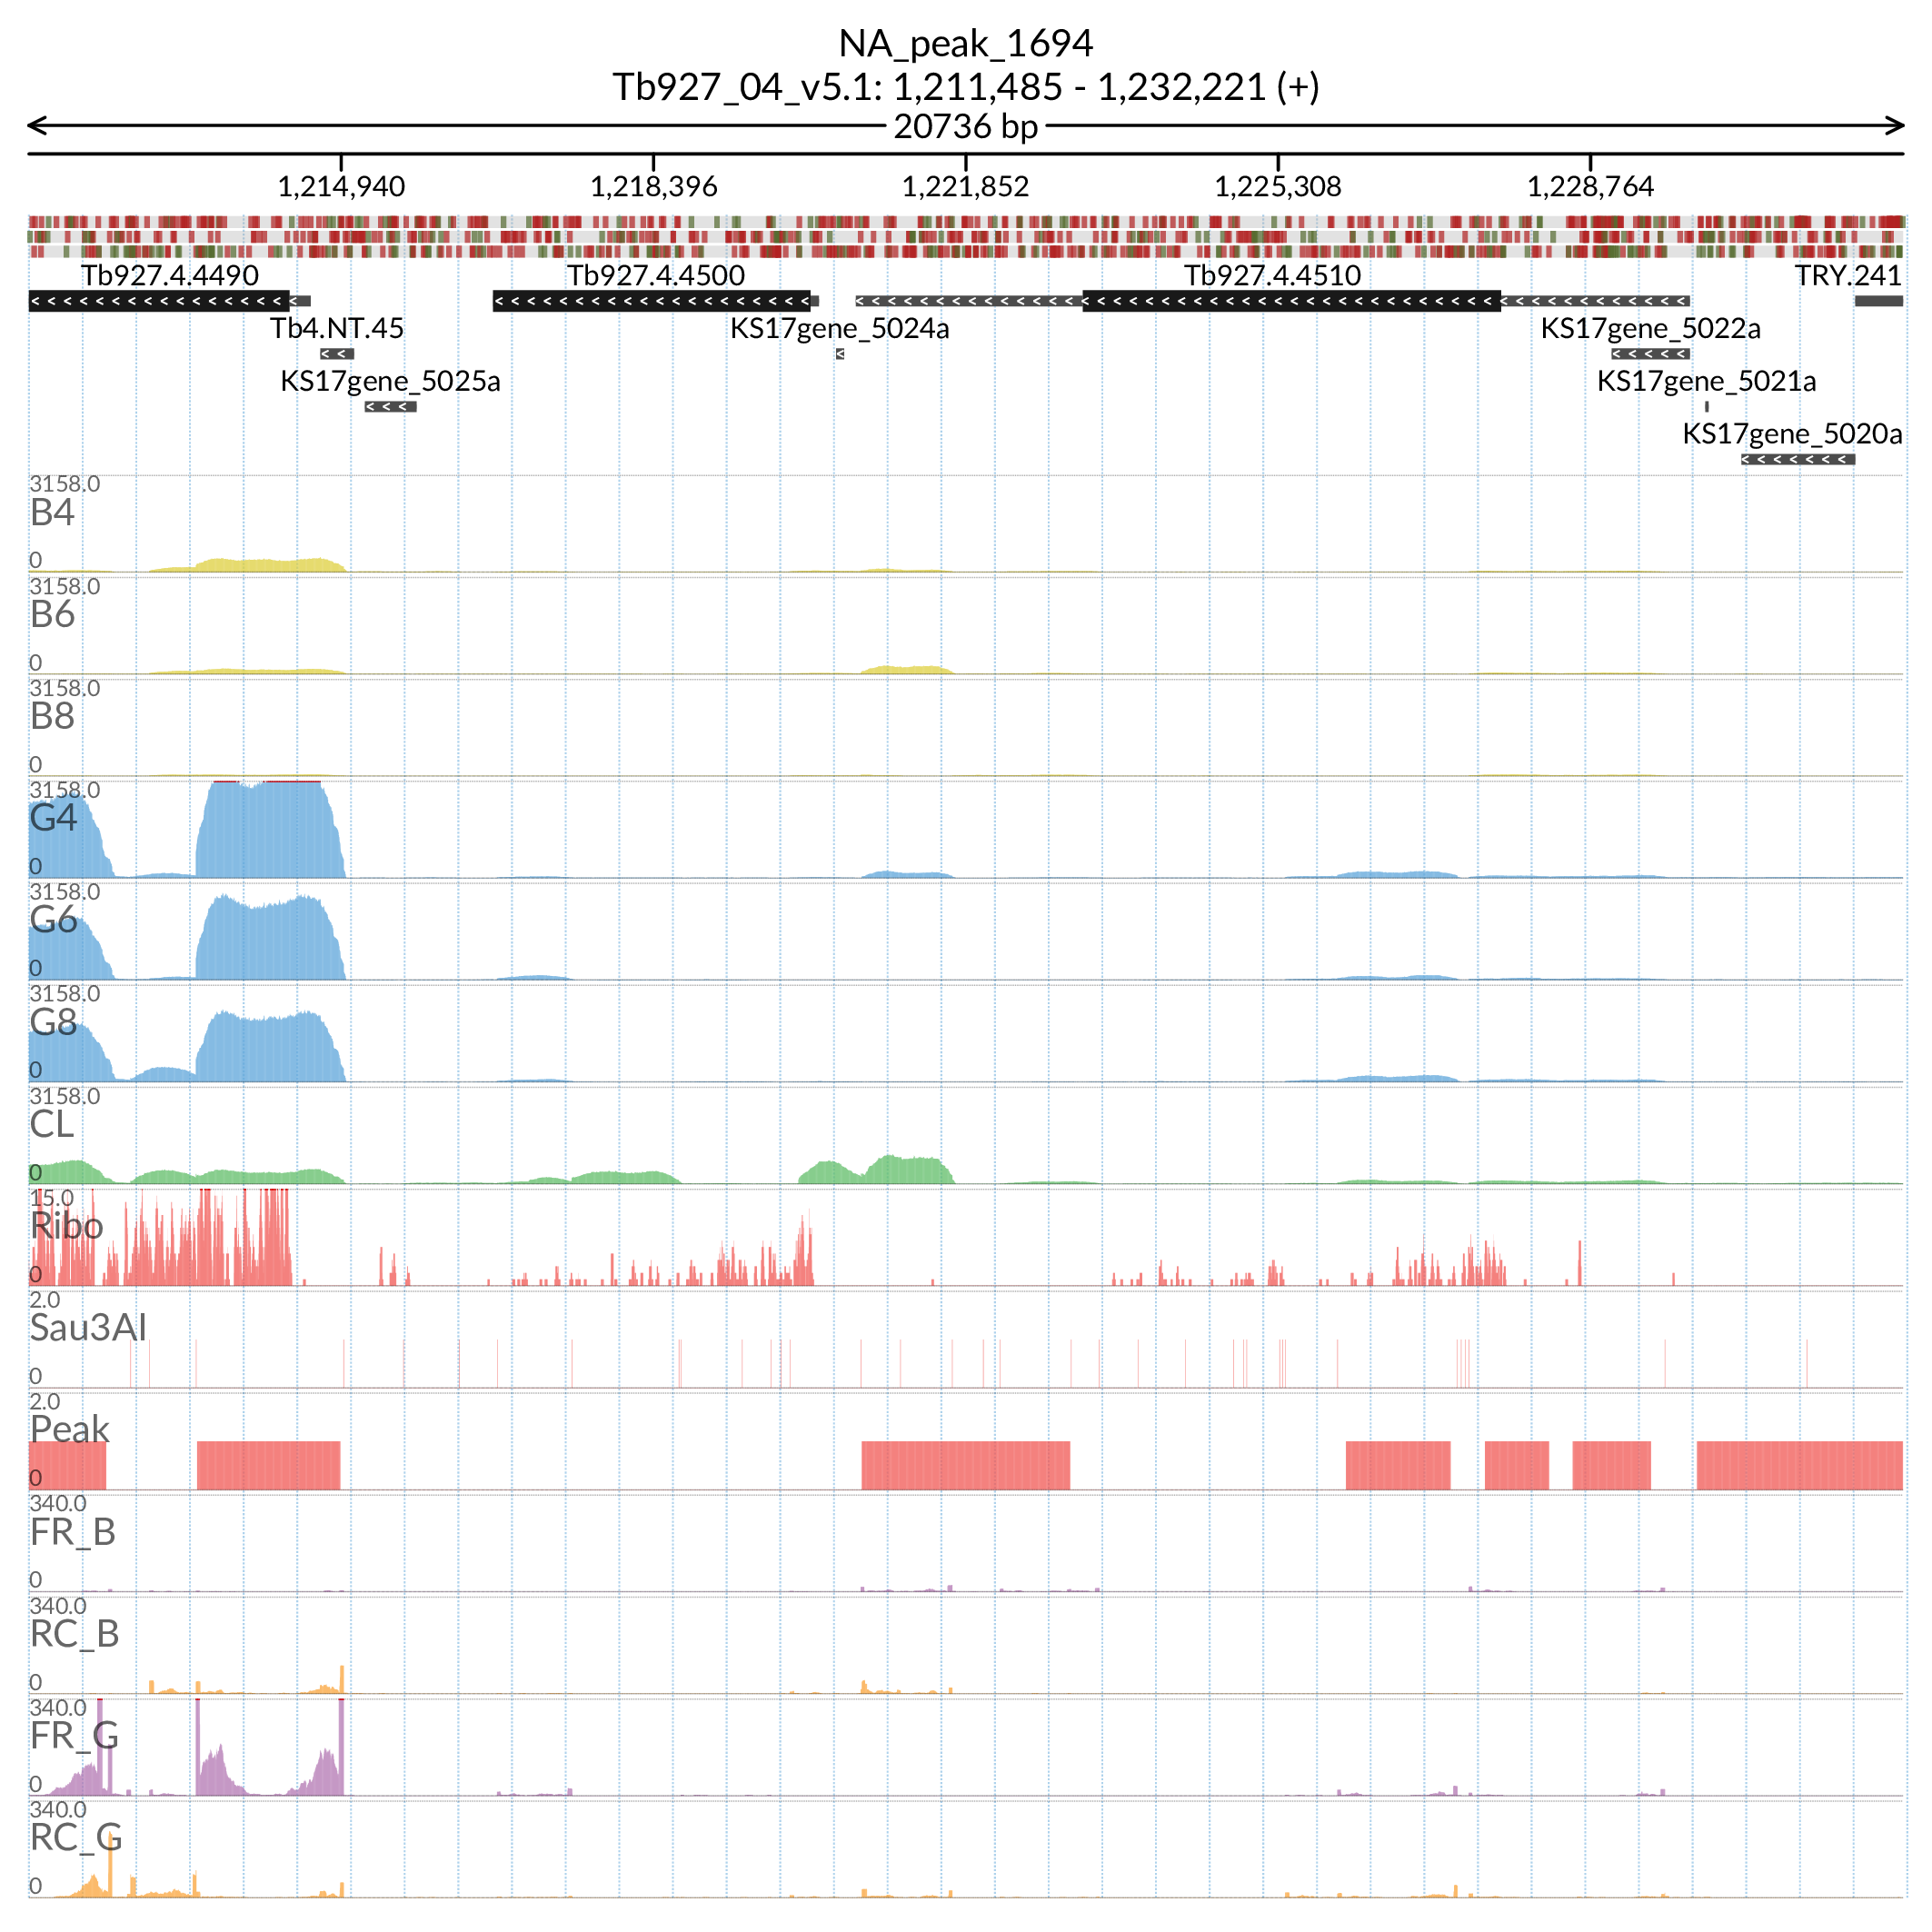 NA_peak_1694
Tb927_04_v5.1: 1,211,485 - 1,232,221 (+)
20736 bp
1,214,940 1,218,396 1,221,852 1,225,308 1,228,764
Tb927.4.4490 Tb927.4.4500 Tb927.4.4510 TRY.241
Tb4.NT.45 KS17gene_5024a KS17gene_5022a
KS17gene_5025a KS17gene_5021a
KS17gene_5020a
3158.0
B4
0
3158.0
B6
0
3158.0
B8
0
3158.0
G4
0
3158.0
G6
0
3158.0
G8
0
3158.0
CL
0
15.0
Ribo
0
2.0
Sau3AI
0
2.0
Peak
0
340.0
FR_B
0
340.0
RC_B
0
340.0
FR_G
0
340.0
RC_G
0